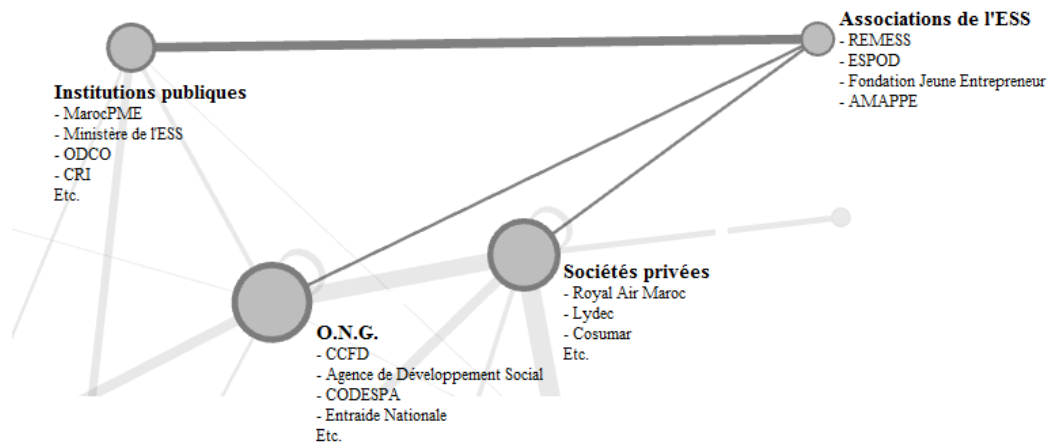 Associations de l'ESS
- REMESS
- ESPOD
- Fondation Jeune Entrepreneur
- AMAPPE
Institutions publiques
- MarocPME
- Ministère de l'ESS
- ODCO
- CRI
Etc.
Sociétés privées
- Royal Air Maroc
- Lydec
- Cosumar
Etc.
O.N.G.
- CCFD
- Agence de Développement Social
- CODESPA
- Entraide Nationale
Etc.